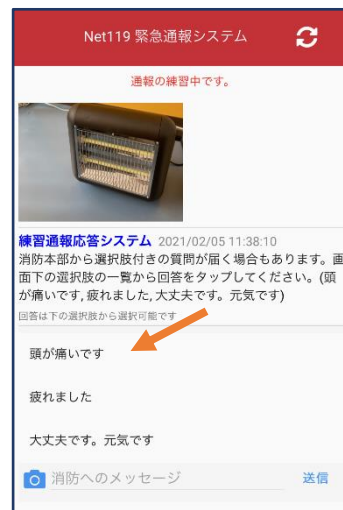 Net119 緊急通報システム
通報の練習中です。
練習通報応答システム 2021/02/05 11:38:10
消防本部から選択肢付きの質問が届く場合もあります。画
面下の選択肢の一覧から回答をタップしてください。(頭
が痛いです, 疲れました, 大丈夫です。元気です)
回答は下の選択肢から選択可能です
頭が痛いです
疲れました
大丈夫です。元気です
消防へのメッセージ 送信